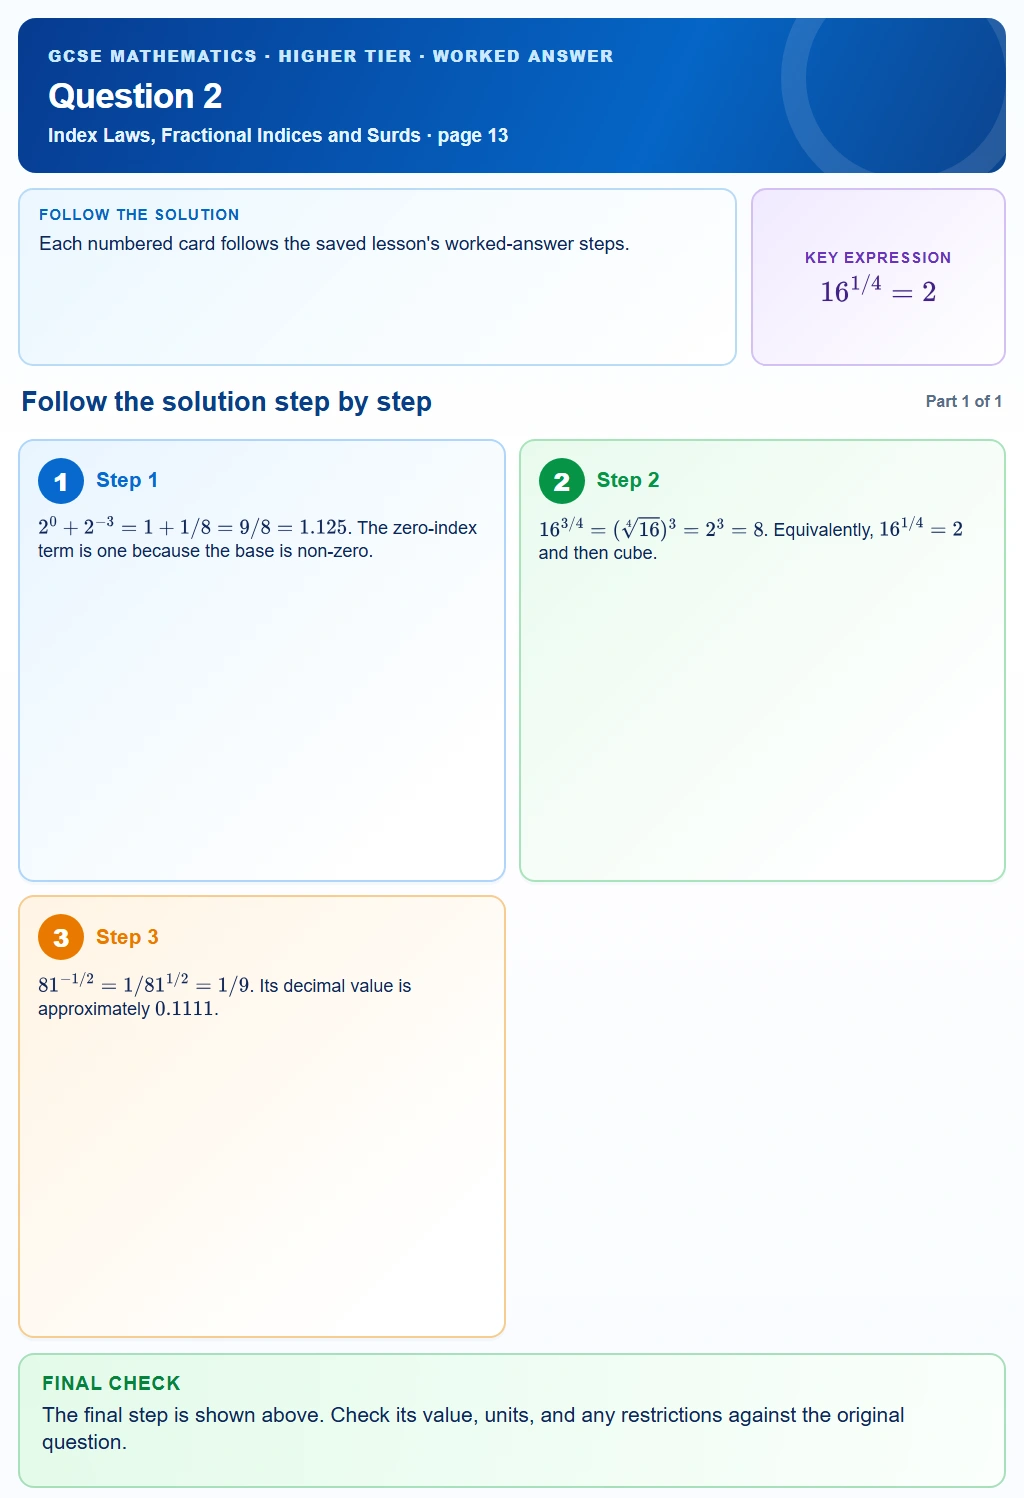 GCSE MATHEMATICS · HIGHER TIER · WORKED ANSWER
Question 2
Index Laws, Fractional Indices and Surds · page 13
FOLLOW THE SOLUTION
Each numbered card follows the saved lesson's worked-answer steps.
KEY EXPRESSION
16^{1/4} = 2
Follow the solution step by step
Part 1 of 1
1 Step 1
2^0 + 2^{-3} = 1 + 1/8 = 9/8 = 1.125. The zero-index
term is one because the base is non-zero.
2 Step 2
16^{3/4} = (\sqrt[4]{16})^3 = 2^3 = 8. Equivalently, 16^{1/4} = 2
and then cube.
3 Step 3
81^{-1/2} = 1/81^{1/2} = 1/9. Its decimal value is
approximately 0.1111.
FINAL CHECK
The final step is shown above. Check its value, units, and any restrictions against the original
question.